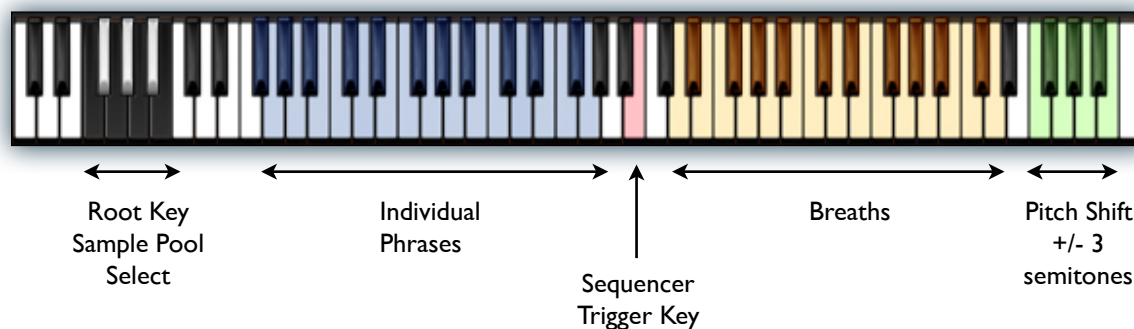 Root Key
Sample Pool
Select
Individual
Phrases
Sequencer
Trigger Key
Breaths
Pitch Shift
+/- 3
semitones